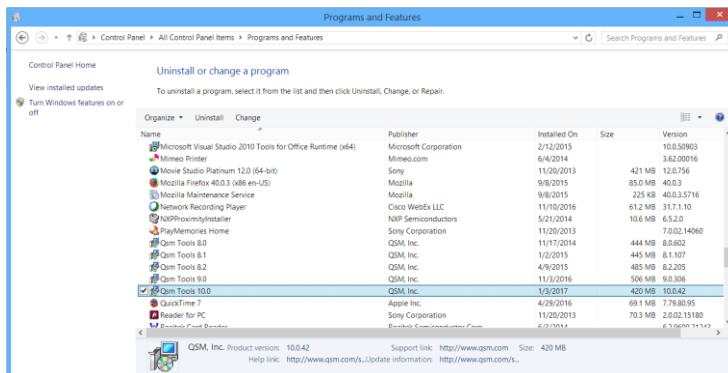 Programs and Features
Control Panel All Control Panel Items Programs and Features Search Programs and Features
Control Panel Home
View installed updates
Turn Windows features on or
off
Uninstall or change a program
To uninstall a program, select it from the list and then click Uninstall, Change, or Repair.
Organize Uninstall Change
Name Publisher Installed On Size Version
Microsoft Visual Studio 2010 Tools for Office Runtime (x64) Microsoft Corporation 2/12/2015 10.0.50903
Mimeo Printer Mimeo.com 6/4/2014 3.62.00016
Movie Studio Platinum 12.0 (64-bit) Sony 11/20/2013 421 MB 12.0.756
Mozilla Firefox 40.0.3 (x86 en-US) Mozilla 9/8/2015 85.0 MB 40.0.3
Mozilla Maintenance Service Mozilla 9/8/2015 225 KB 40.0.3.5716
Network Recording Player Cisco WebEx LLC 11/10/2016 61.2 MB 31.7.1.10
NXPProximityInstaller NXP Semiconductors 5/21/2014 10.6 MB 6.5.2.0
PlayMemories Home Sony Corporation 11/20/2013 7.0.02.14060
Qsm Tools 8.0 QSM, Inc. 11/17/2014 444 MB 8.0.602
Qsm Tools 8.1 QSM, Inc. 1/2/2015 445 MB 8.1.107
Qsm Tools 8.2 QSM, Inc. 4/9/2015 485 MB 8.2.205
Qsm Tools 9.0 QSM, Inc. 11/3/2016 506 MB 9.0.306
Qsm Tools 10.0 QSM, Inc. 1/3/2017 420 MB 10.0.42
QuickTime 7 Apple Inc. 4/29/2016 69.1 MB 7.79.80.95
Reader for PC Sony Corporation 11/20/2013 70.3 MB 2.0.02.15180
Realtek Card Reader Realtek Semiconductor Corp. 6/2/2014
QSM, Inc. Product version: 10.0.42 Support link: http://www.qsm.com Size: 420 MB
Help link: http://www.qsm.com/s... Update information: http://www.qsm.com/s...